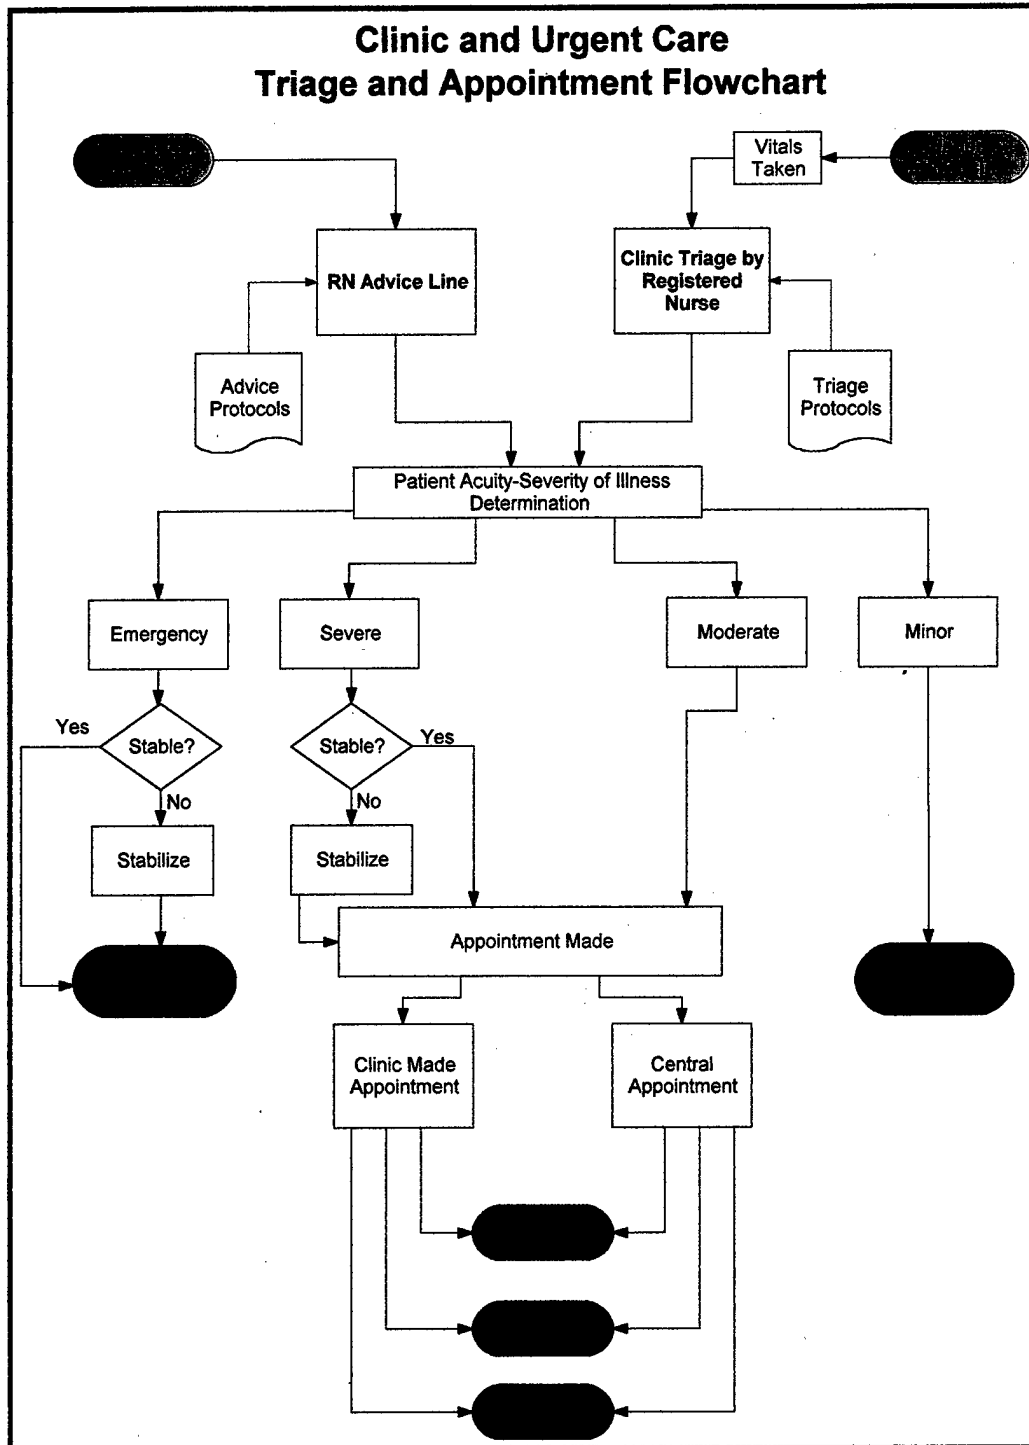 Clinic and Urgent Care
Triage and Appointment Flowchart
Vitals
Taken
RN Advice Line
Clinic Triage by
Registered
Nurse
Advice
Protocols
Triage
Protocols
Patient Acuity-Severity of Illness
Determination
Emergency
Severe
Moderate
Minor
Yes
Stable?
Stable?
Yes
No
No
Stabilize
Stabilize
Appointment Made
Clinic Made
Appointment
Central
Appointment